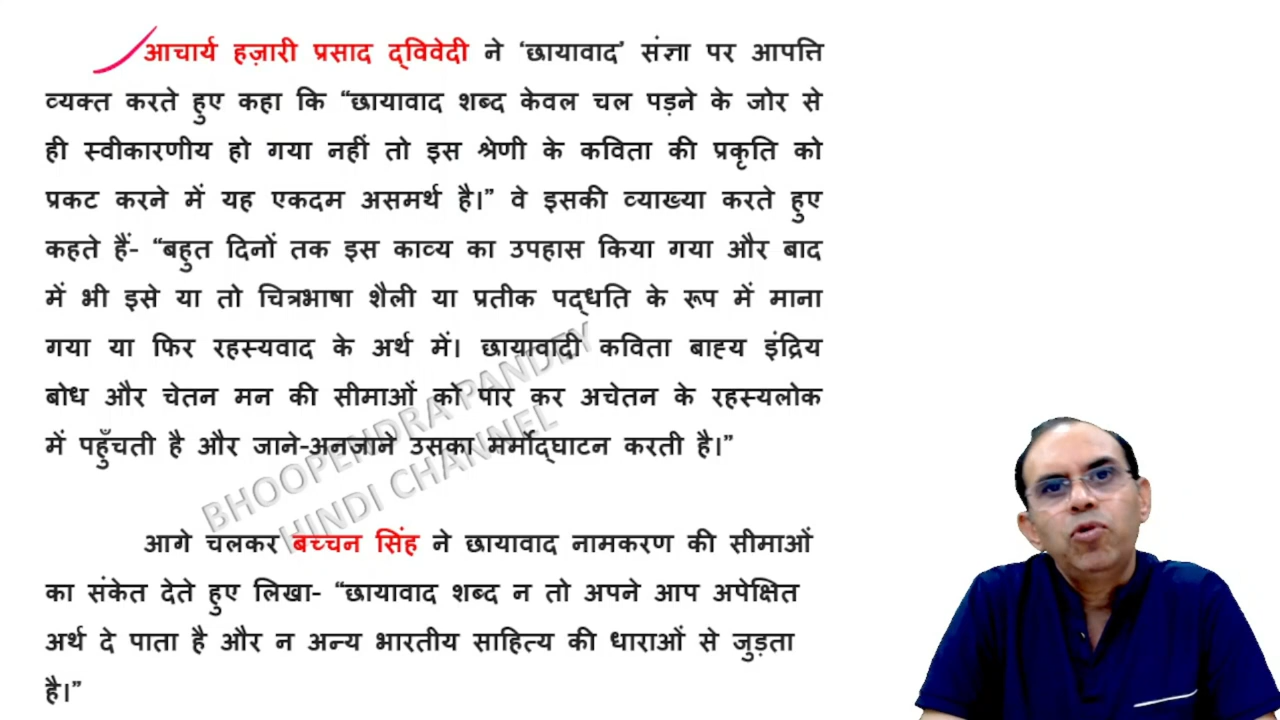 आचार्य हज़ारी प्रसाद द्विवेदी ने ‘छायावाद’ संज्ञा पर आपत्ति
व्यक्त करते हुए कहा कि “छायावाद शब्द केवल चल पड़ने के जोर से
ही स्वीकारणीय हो गया नहीं तो इस श्रेणी के कविता की प्रकृति को
प्रकट करने में यह एकदम असमर्थ है।” वे इसकी व्याख्या करते हुए
कहते हैं- “बहुत दिनों तक इस काव्य का उपहास किया गया और बाद
में भी इसे या तो चित्रभाषा शैली या प्रतीक पद्धति के रूप में माना
गया या फिर रहस्यवाद के अर्थ में। छायावादी कविता बाह्य इंद्रिय
बोध और चेतन मन की सीमाओं को पार कर अचेतन के रहस्यलोक
में पहुँचती है और जाने-अनजाने उसका मर्मोद्घाटन करती है।”
BHOOPENDRA PANDEY
HINDI CHANNEL
आगे चलकर बच्चन सिंह ने छायावाद नामकरण की सीमाओं
का संकेत देते हुए लिखा- “छायावाद शब्द न तो अपने आप अपेक्षित
अर्थ दे पाता है और न अन्य भारतीय साहित्य की धाराओं से जुड़ता
है।”